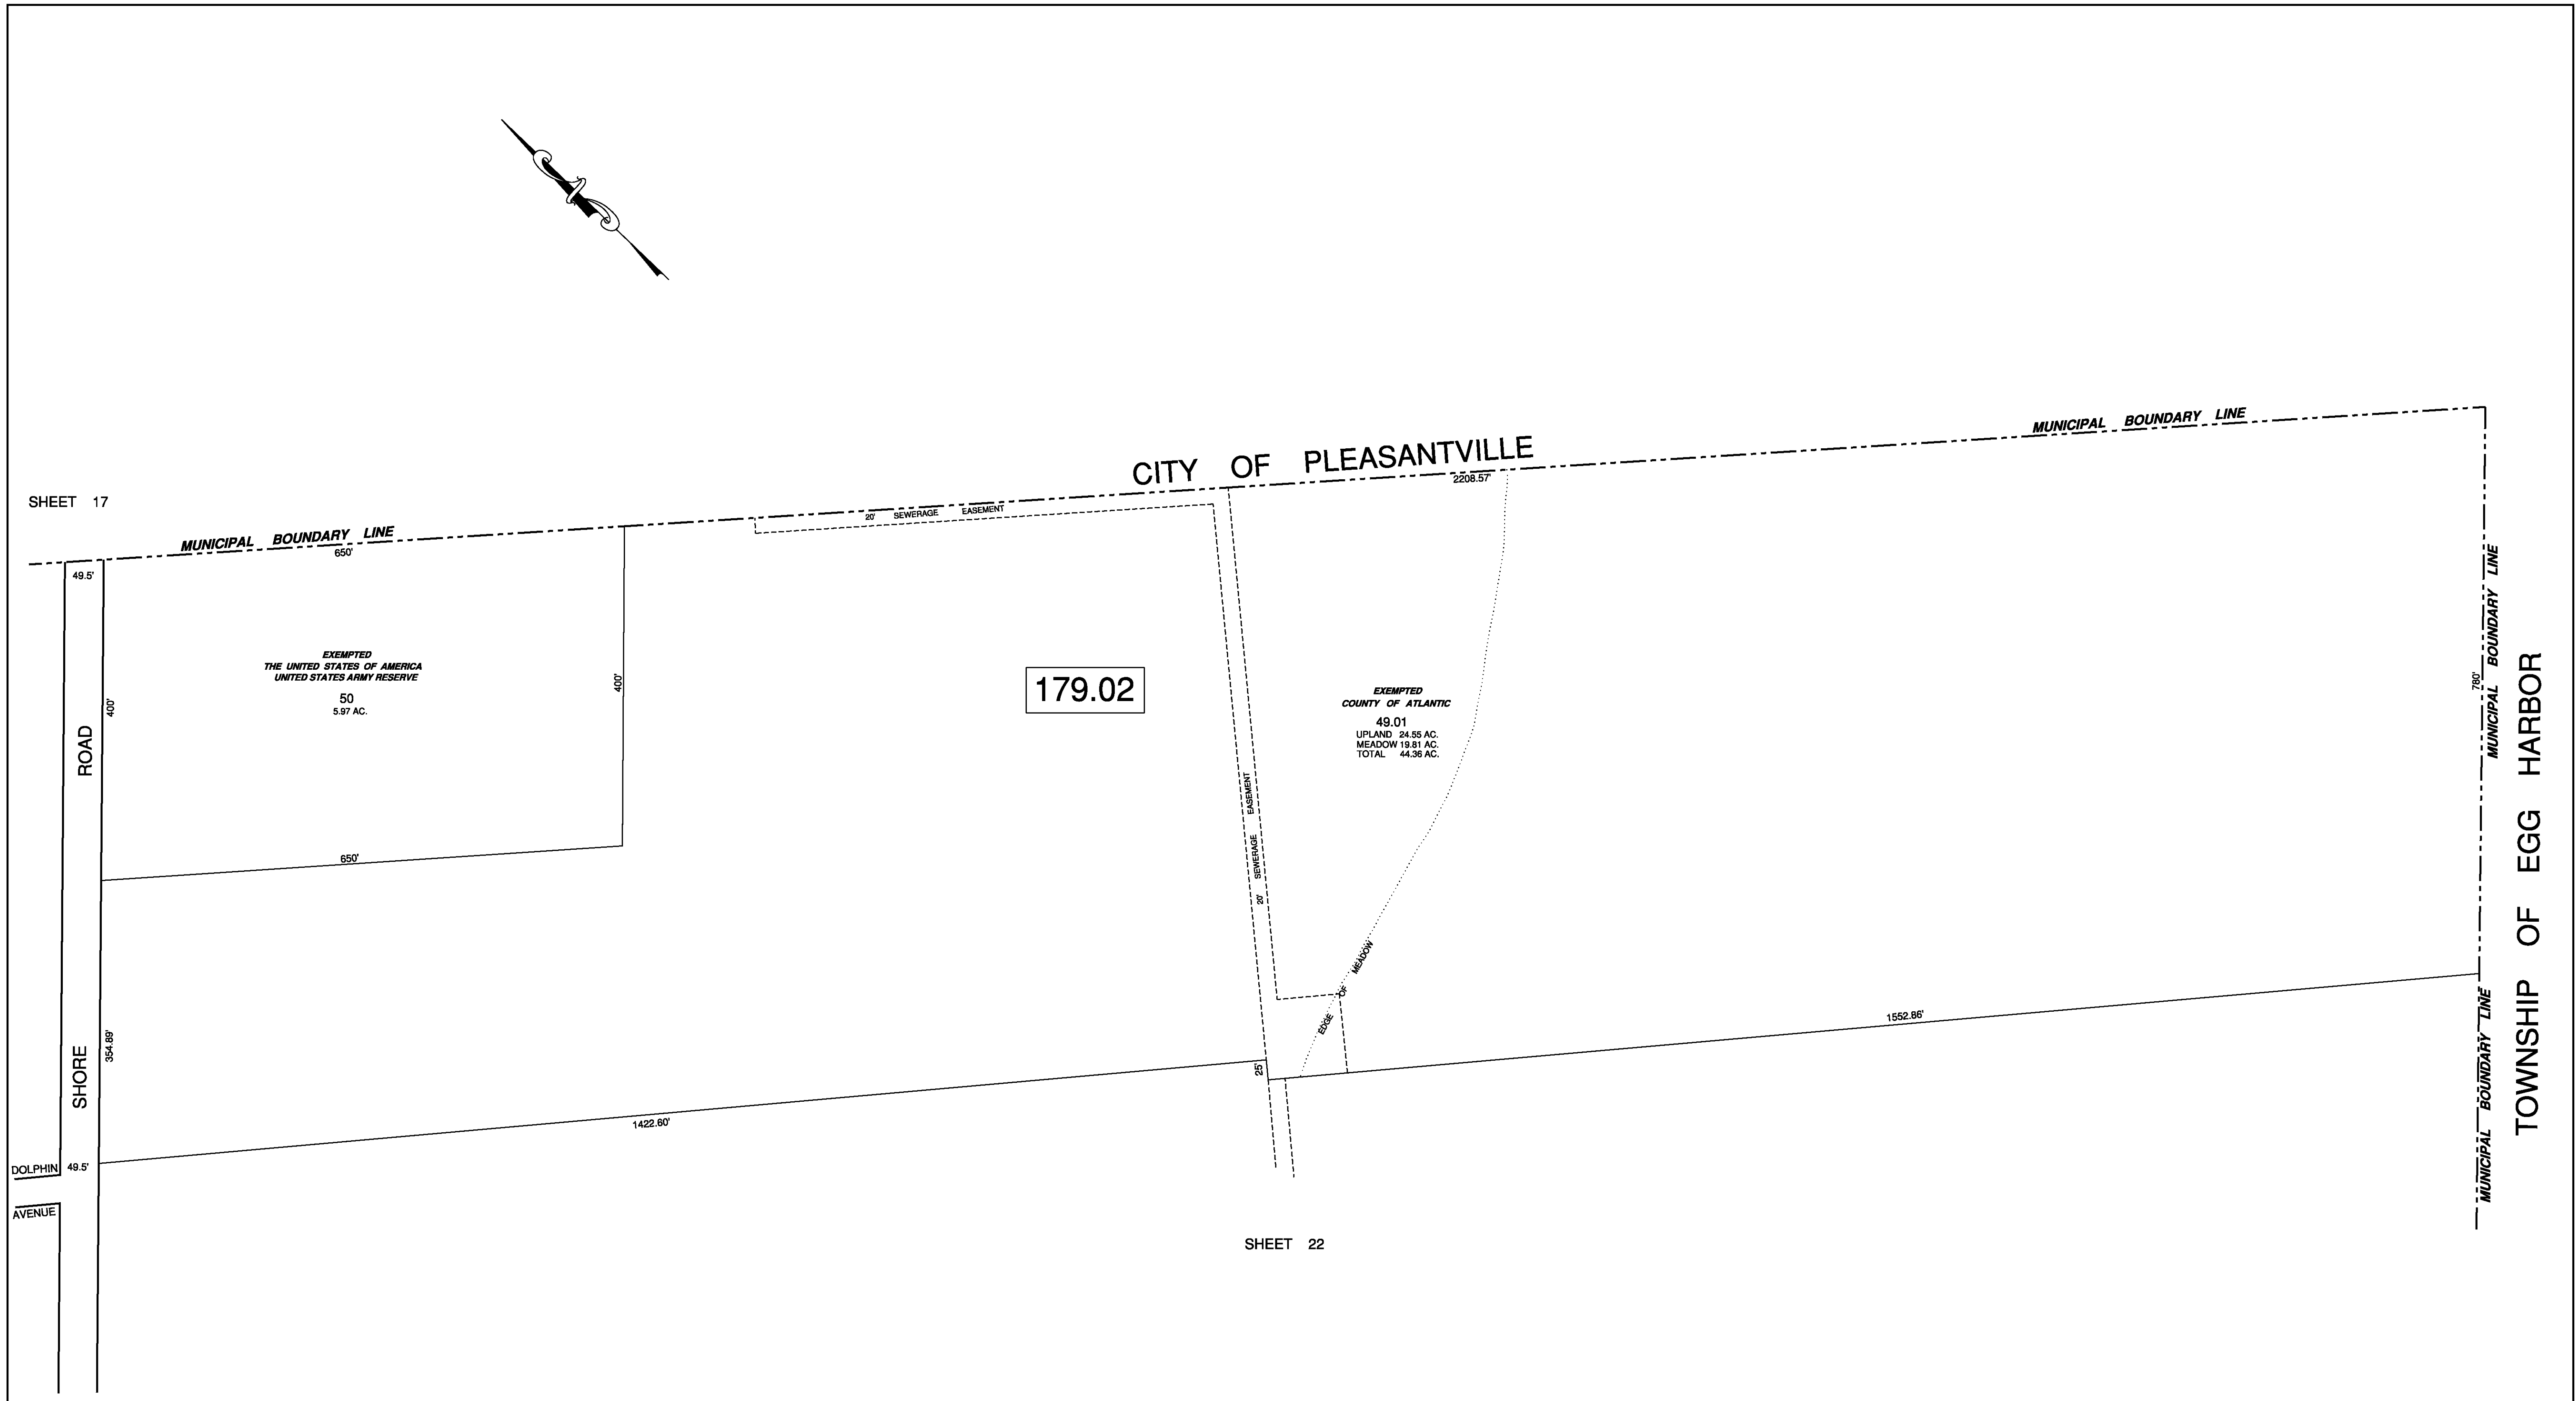 CITY OF PLEASANTVILLE
MUNICIPAL BOUNDARY LINE
2208.57'
SHEET 17
20' SEWERAGE EASEMENT
MUNICIPAL BOUNDARY LINE
650'
49.5'
EXEMPTED
THE UNITED STATES OF AMERICA
UNITED STATES ARMY RESERVE
50
5.97 AC.
400'
400'
650'
179.02
EXEMPTED
COUNTY OF ATLANTIC
49.01
UPLAND 24.55 AC.
MEADOW 19.81 AC.
TOTAL 44.36 AC.
780'
MUNICIPAL BOUNDARY LINE
TOWNSHIP OF EGG HARBOR
20' SEWERAGE EASEMENT
EDGE OF MEADOW
SHORE ROAD
354.89'
25'
1552.86'
1422.60'
MUNICIPAL BOUNDARY LINE
DOLPHIN
49.5'
AVENUE
SHEET 22